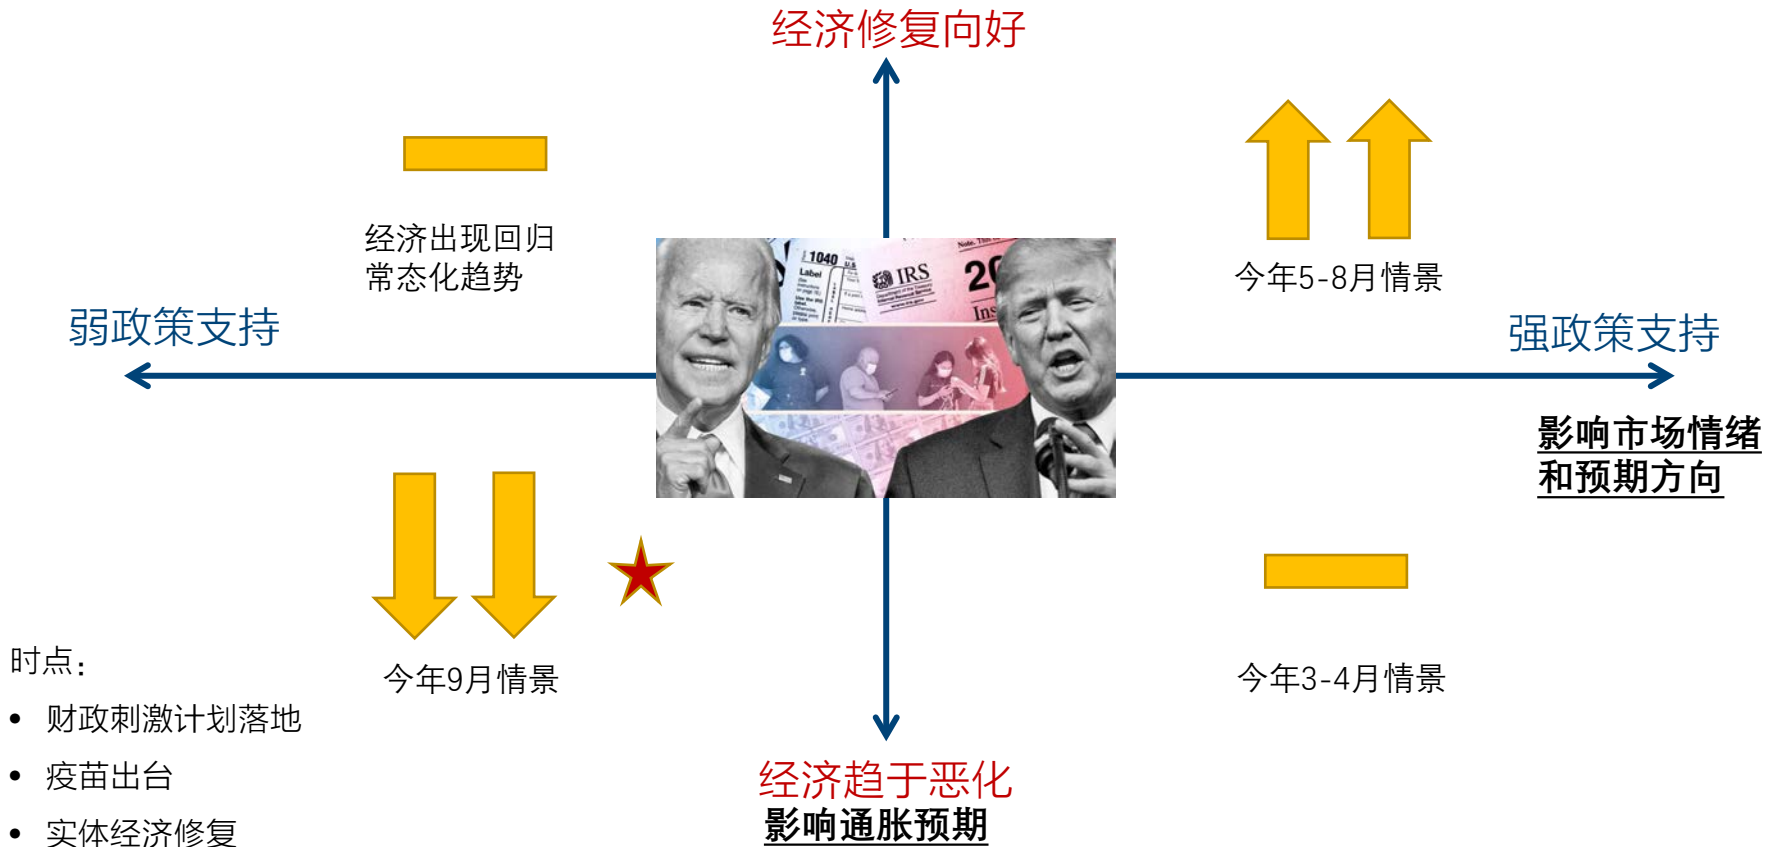 经济修复向好
经济出现回归
常态化趋势
今年5-8月情景
弱政策支持
强政策支持
1040
U.S
Label
IRS
Note.
20
Ins
影响市场情绪
和预期方向
今年9月情景
今年3-4月情景
时点：
• 财政刺激计划落地
• 疫苗出台
• 实体经济修复
经济趋于恶化
影响通胀预期